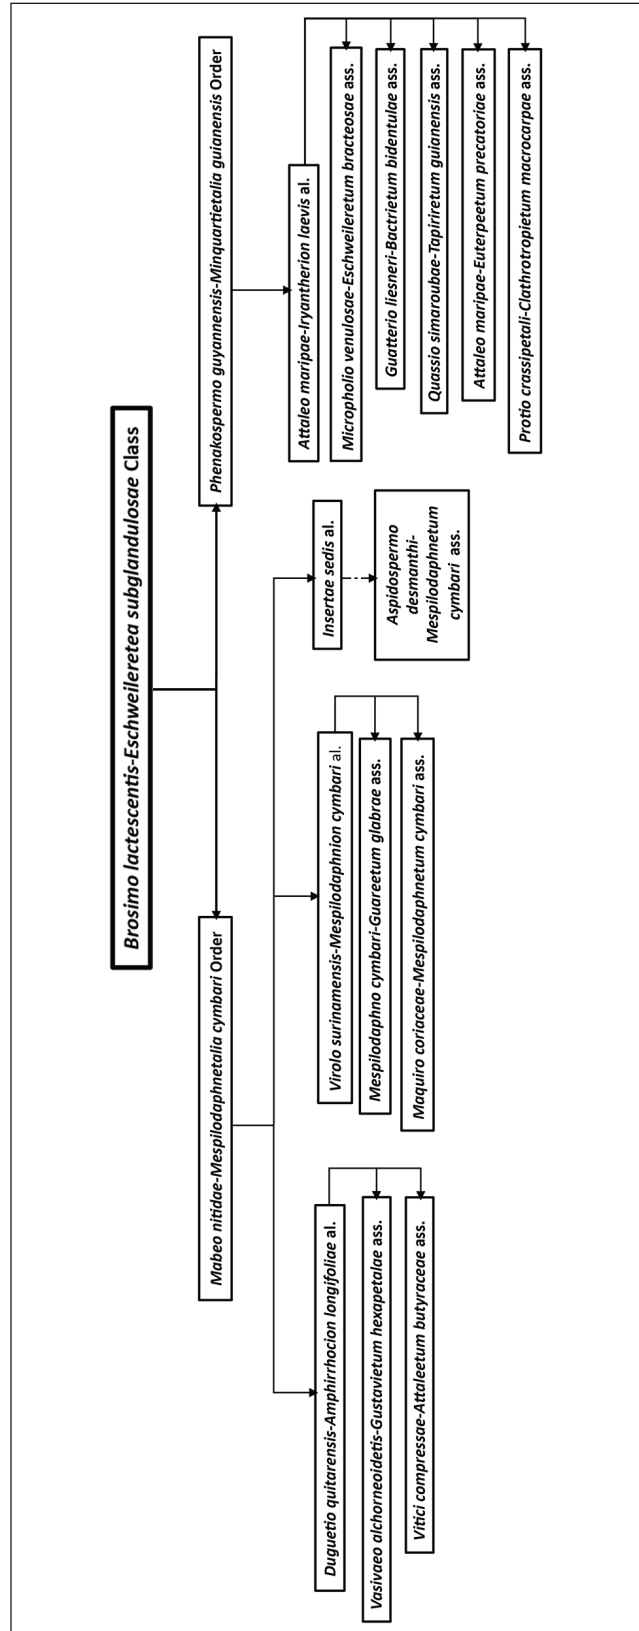 Brosimo lactescentis-Eschweileretea subglandulosae Class
Mabeo nitidae-Mespilodaphnetalia cymbari Order
Phenakospermo guyannensis-Minquartietalia guianensis Order
Duguetio quitarensis-Amphirrhocion longifoliae al.
Vasivaeo alchorneoidetis-Gustavietum hexapetalae ass.
Vitici compressae-Attaleetum butyraceae ass.
Virolo surinamensis-Mespilodaphnion cymbari al.
Mespilodaphno cymbari-Guareetum glabrae ass.
Maquiro coriaceae-Mespilodaphnetum cymbari ass.
Insertae sedis al.
Aspidospermo
desmanthi-
Mespilodaphnetum
cymbari ass.
Attaleo maripae-Iryantherion laevis al.
Micropholio venulosae-Eschweileretum bracteosae ass.
Guatterio liesneri-Bactrietum bidentulae ass.
Quassio simaroubae-Tapiriretum guianensis ass.
Attaleo maripae-Euterpeetum precatoriae ass.
Protio crassipetali-Clathrotropietum macrocarpae ass.